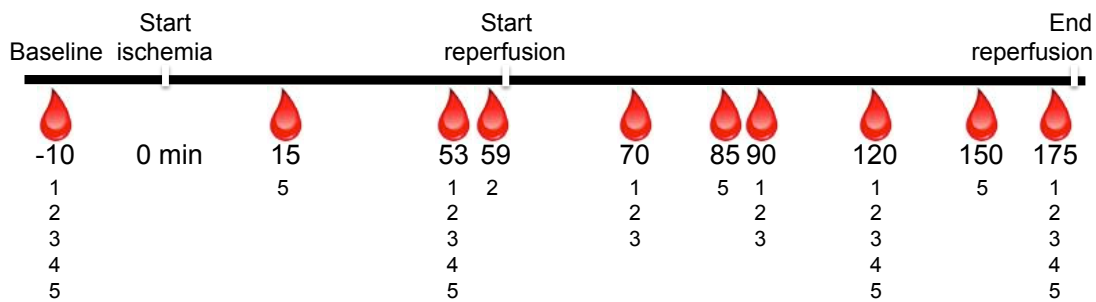 Start Start End
Baseline ischemia reperfusion reperfusion
-10 0 min 15 53 59 70 85 90 120 150 175
1 5 1 2 1 5 1 1 5 1
2 2 2 2 2 2
3 3 3 3 3 3
4 4 4 4
5 5 5 5